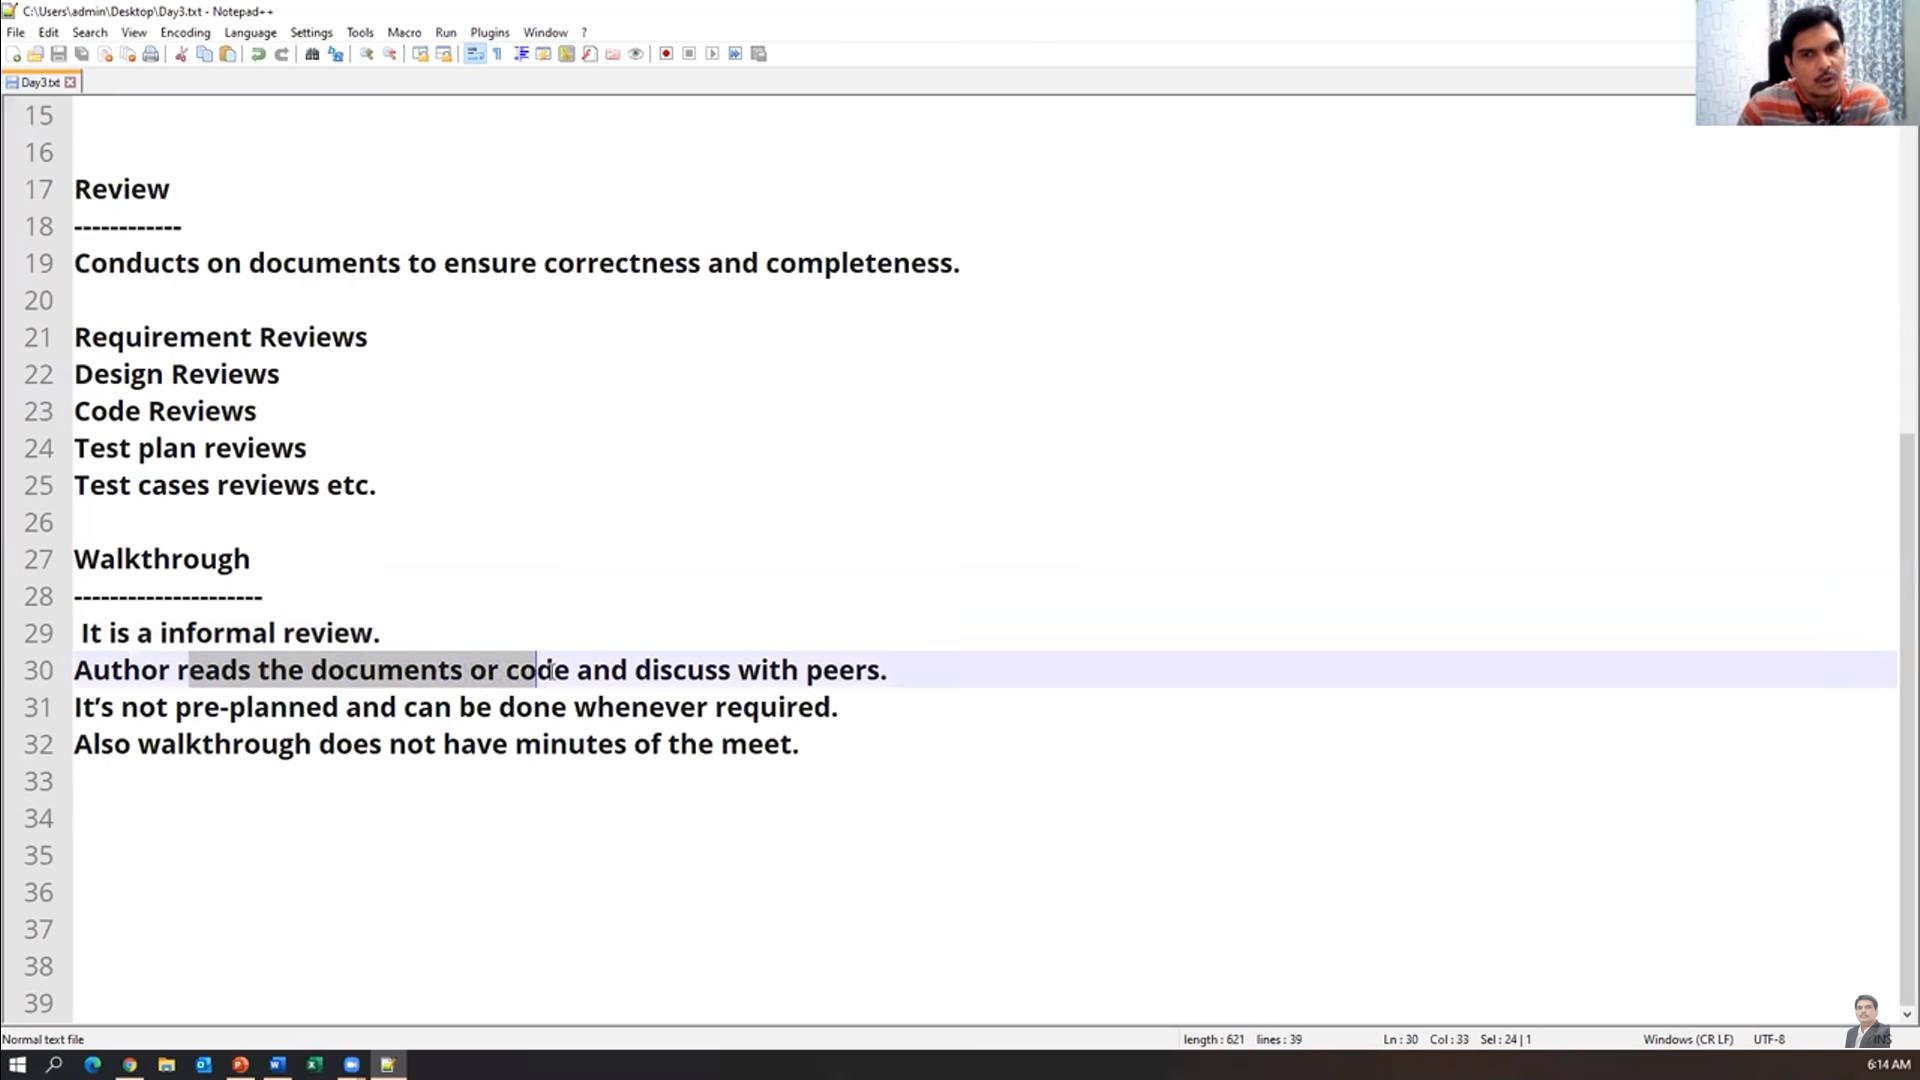 C:\Users\admin\Desktop\Day3.txt - Notepad++
File Edit Search View Encoding Language Settings Tools Macro Run Plugins Window ?
Day3.txt
15
16
17 Review
18 ------------
19 Conducts on documents to ensure correctness and completeness.
20
21 Requirement Reviews
22 Design Reviews
23 Code Reviews
24 Test plan reviews
25 Test cases reviews etc.
26
27 Walkthrough
28 ---------------------
29 It is a informal review.
30 Author reads the documents or code and discuss with peers.
31 It’s not pre-planned and can be done whenever required.
32 Also walkthrough does not have minutes of the meet.
33
34
35
36
37
38
39
Normal text file length : 621 lines : 39 Ln : 30 Col : 33 Sel : 24 | 1 Windows (CR LF) UTF-8 INS
6:14 AM